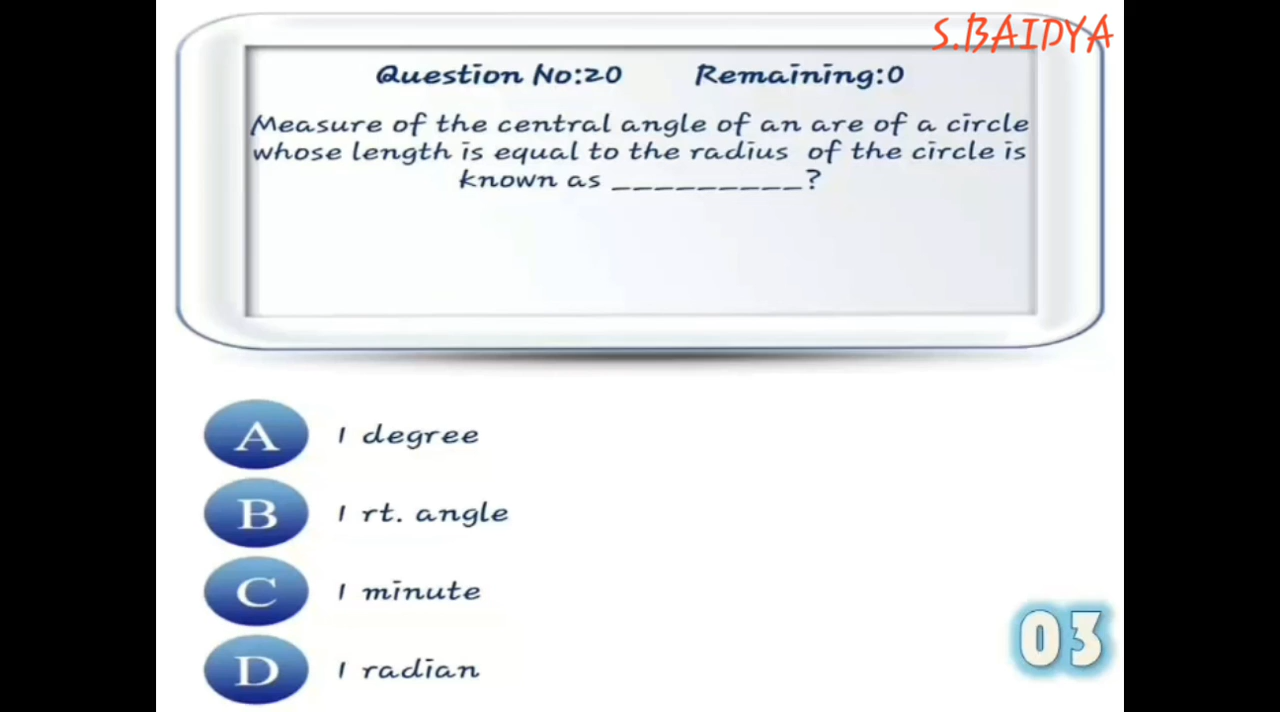 S.BAIDYA
Question No:20 Remaining:0
Measure of the central angle of an are of a circle
whose length is equal to the radius of the circle is
known as _________?
A 1 degree
B 1 rt. angle
C 1 minute
D 1 radian
03